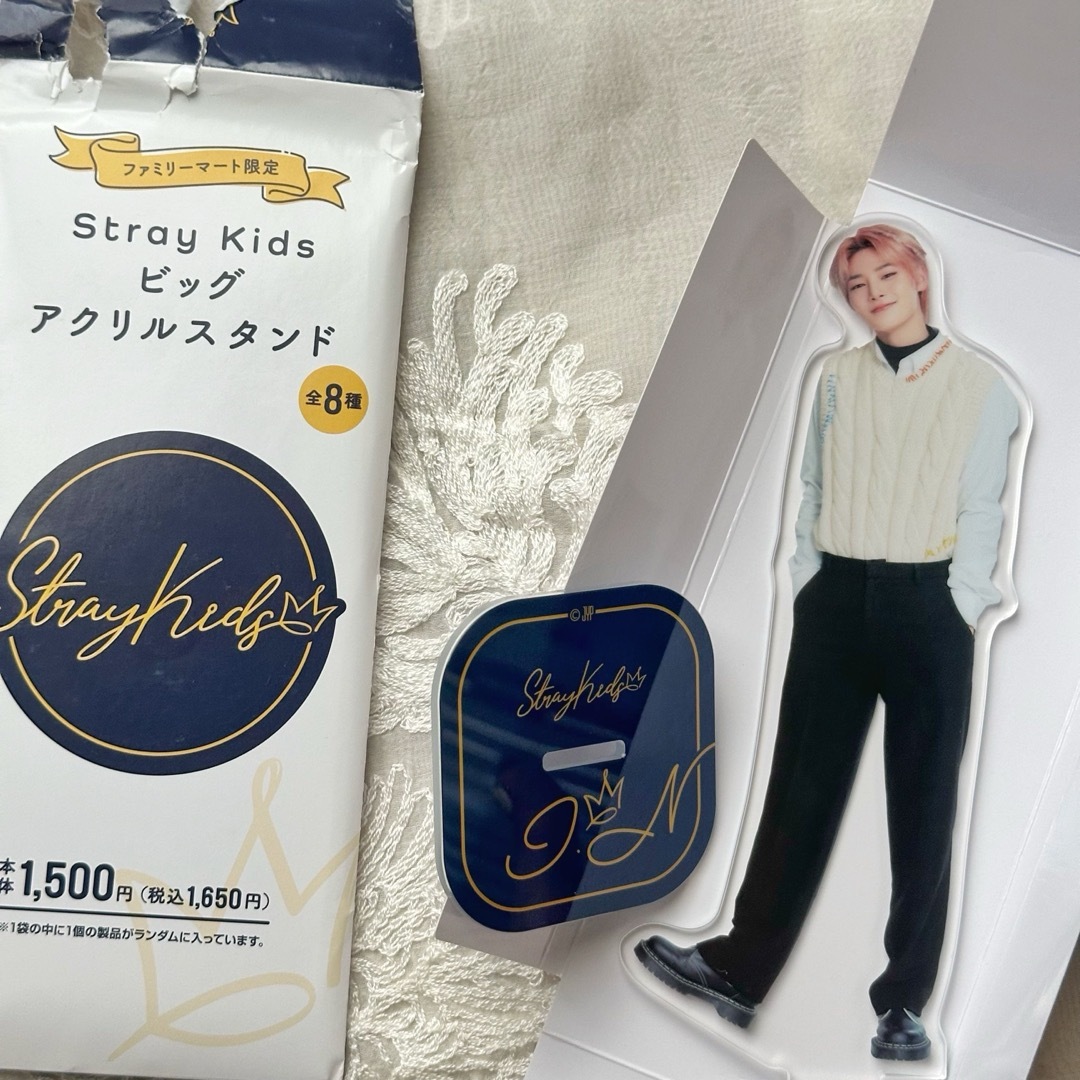 ファミリーマート限定
Stray Kids
ビッグ
アクリルスタンド
全8種
Stray Kids
本体1,500円(税込1,650円)
※1袋の中に1個の製品がランダムに入っています。
© JYP
Stray Kids
I.N